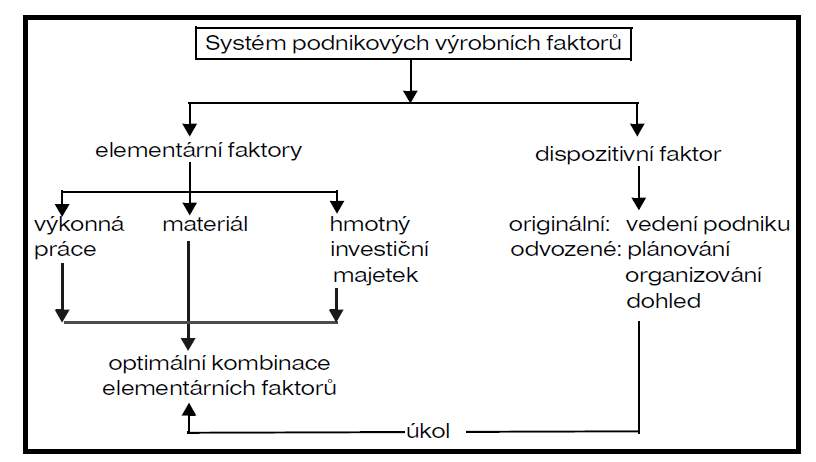 Systém podnikových výrobních faktorů
elementární faktory
dispozitivní faktor
výkonná
práce
materiál
hmotný
investiční
majetek
originální: vedení podniku
odvozené: plánování
organizování
dohled
optimální kombinace
elementárních faktorů
úkol